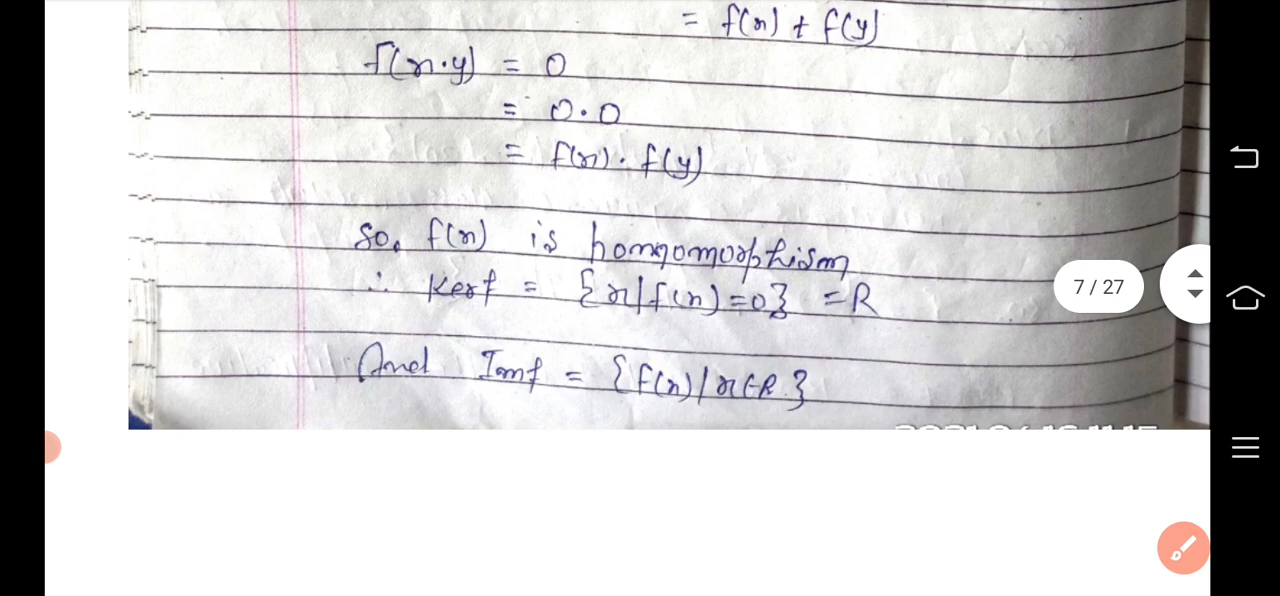 = f(x) + f(y)
f(x·y) = 0
= 0·0
= f(x)·f(y)
So, f(x) is homomorphism
∴ Kerf = {x/f(x)=0} = R
7 / 27
And Imf = {f(x)/x∈R.}